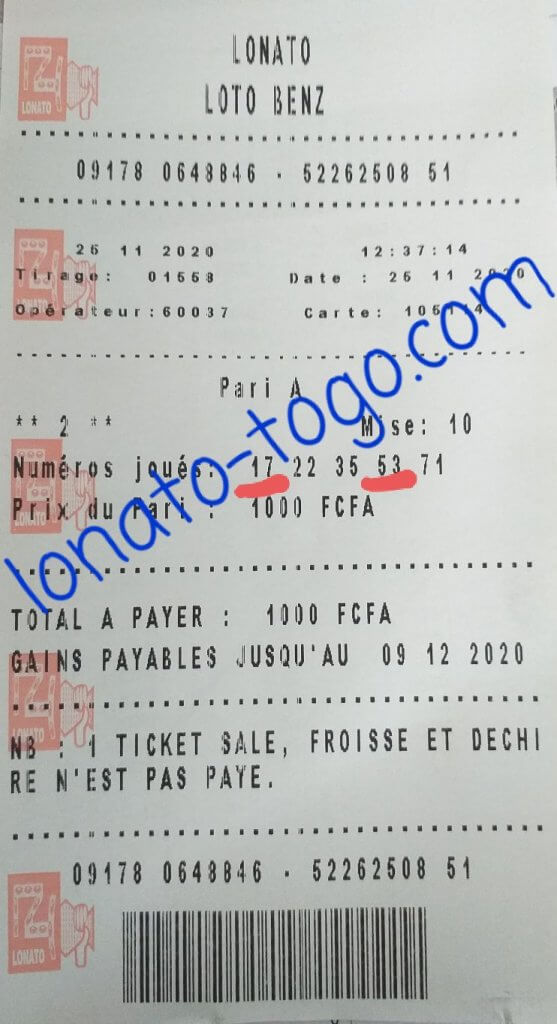 LONATO
LOTO BENZ
09178 0648846 - 52262508 51
LONATO
26 11 2020 12:37:14
Tirage: 01558 Date : 26 11 2020
Opérateur:60037 Carte:
Pari A
** 2 ** Mise: 10
Numéros joués: 17 22 35 53 71
Prix du Pari : 1000 FCFA
lonato-togo.com
TOTAL A PAYER : 1000 FCFA
GAINS PAYABLES JUSQU'AU 09 12 2020
NB : 1 TICKET SALE, FROISSE ET DECHI
RE N'EST PAS PAYE.
09178 0648846 - 52262508 51
LONATO